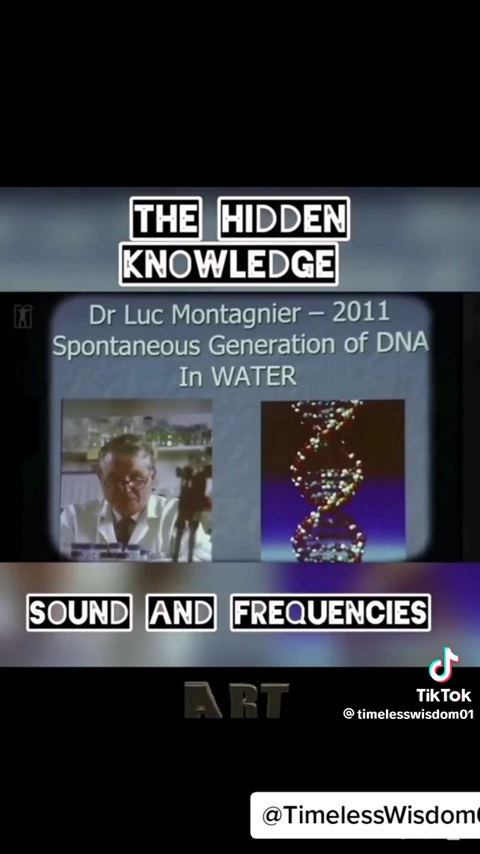 THE HIDDEN
KNOWLEDGE
Dr Luc Montagnier – 2011
Spontaneous Generation of DNA
In WATER
SOUND AND FREQUENCIES
TikTok
ART
@timelesswisdom01